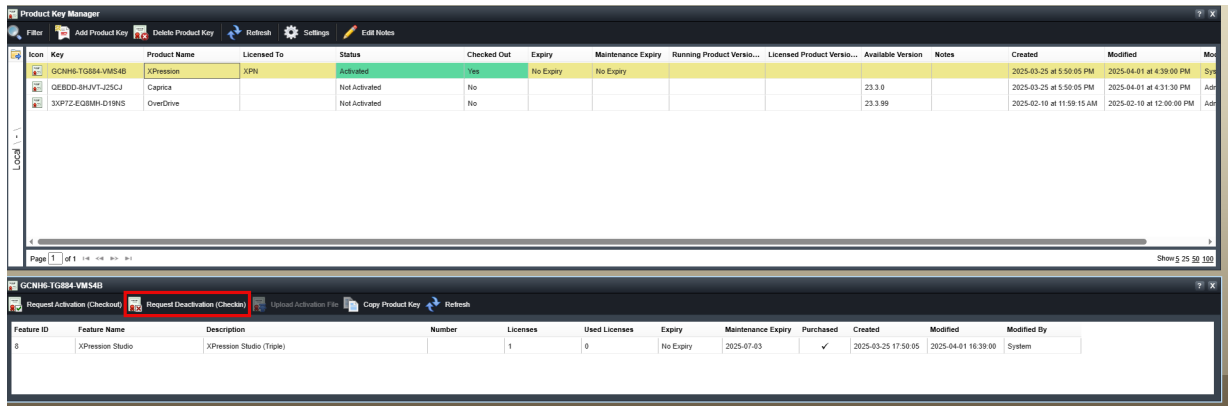 Product Key Manager ? X
Filter Add Product Key Delete Product Key Refresh Settings Edit Notes
Icon Key Product Name Licensed To Status Checked Out Expiry Maintenance Expiry Running Product Versio... Licensed Product Versio... Available Version Notes Created Modified Mod
GCNH6-TG884-VMS4B XPression XPN Activated Yes No Expiry No Expiry 2025-03-25 at 5:50:05 PM 2025-04-01 at 4:39:00 PM Sys
QEBDD-8HJVT-J25CJ Caprica Not Activated No 23.3.0 2025-03-25 at 5:50:05 PM 2025-04-01 at 4:31:30 PM Adr
3XP7Z-EQ8MH-D19NS OverDrive Not Activated No 23.3.99 2025-02-10 at 11:59:15 AM 2025-02-10 at 12:00:00 PM Adr
Local - /
Page 1 of 1 Show 5 25 50 100
GCNH6-TG884-VMS4B ? X
Request Activation (Checkout) Request Deactivation (Checkin) Upload Activation File Copy Product Key Refresh
Feature ID Feature Name Description Number Licenses Used Licenses Expiry Maintenance Expiry Purchased Created Modified Modified By
8 XPression Studio XPression Studio (Triple) 1 0 No Expiry 2025-07-03 ✓ 2025-03-25 17:50:05 2025-04-01 16:39:00 System